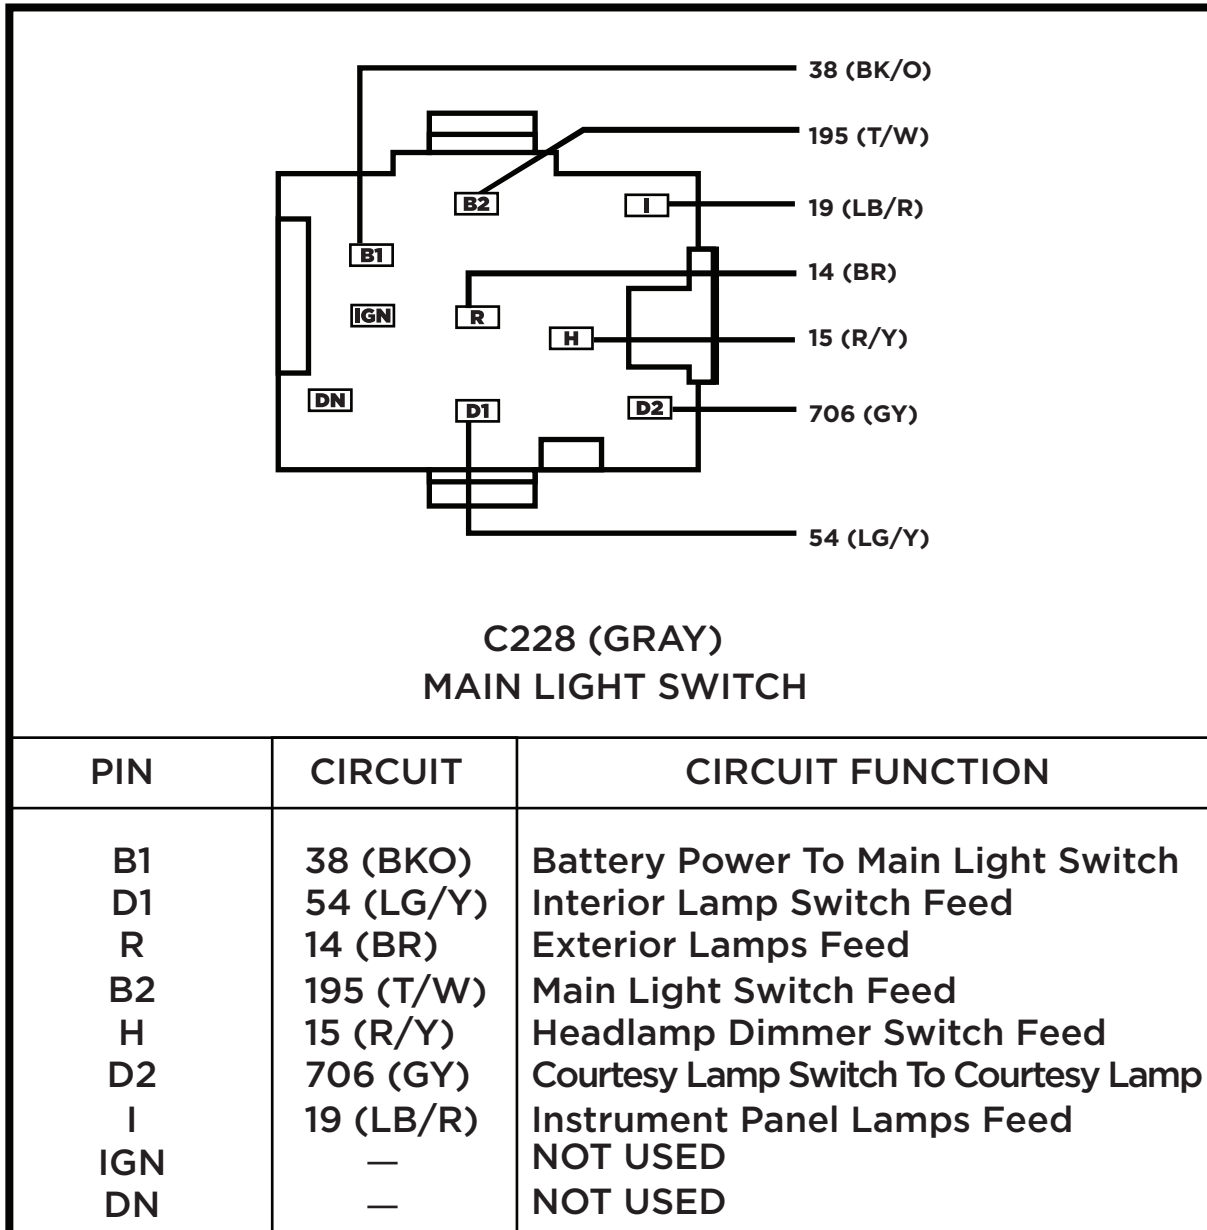 38 (BK/O)
195 (T/W)
B2
I
19 (LB/R)
B1
14 (BR)
IGN
R
H
15 (R/Y)
DN
D1
D2
706 (GY)
54 (LG/Y)
C228 (GRAY)
MAIN LIGHT SWITCH
PIN CIRCUIT CIRCUIT FUNCTION
B1 38 (BKO) Battery Power To Main Light Switch
D1 54 (LG/Y) Interior Lamp Switch Feed
R 14 (BR) Exterior Lamps Feed
B2 195 (T/W) Main Light Switch Feed
H 15 (R/Y) Headlamp Dimmer Switch Feed
D2 706 (GY) Courtesy Lamp Switch To Courtesy Lamp
I 19 (LB/R) Instrument Panel Lamps Feed
IGN — NOT USED
DN — NOT USED